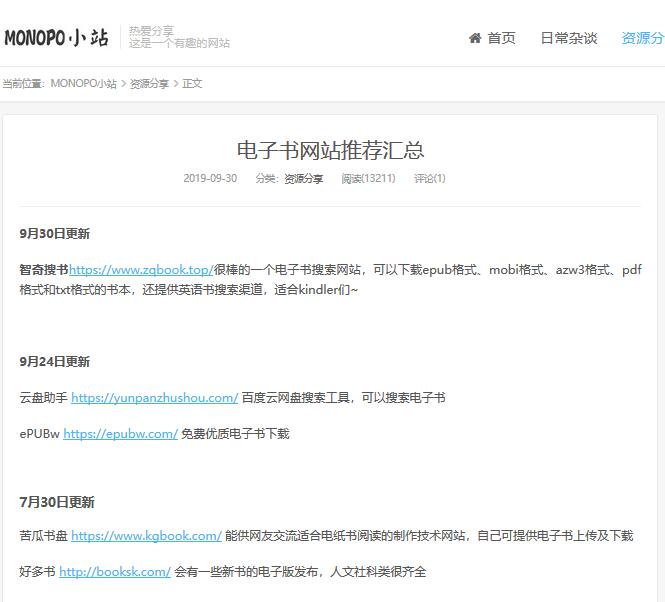 MONOPO小站
热爱分享
这是一个有趣的网站
首页 日常杂谈 资源分
当前位置：MONOPO小站 > 资源分享 > 正文
电子书网站推荐汇总
2019-09-30 分类：资源分享 阅读(13211) 评论(1)
9月30日更新
智奇搜书https://www.zqbook.top/很棒的一个电子书搜索网站，可以下载epub格式、mobi格式、azw3格式、pdf
格式和txt格式的书本，还提供英语书搜索渠道，适合kindler们~
9月24日更新
云盘助手 https://yunpanzhushou.com/ 百度云网盘搜索工具，可以搜索电子书
ePUBw https://epubw.com/ 免费优质电子书下载
7月30日更新
苦瓜书盘 https://www.kgbook.com/ 能供网友交流适合电纸书阅读的制作技术网站，自己可提供电子书上传及下载
好多书 http://booksk.com/ 会有一些新书的电子版发布，人文社科类很齐全